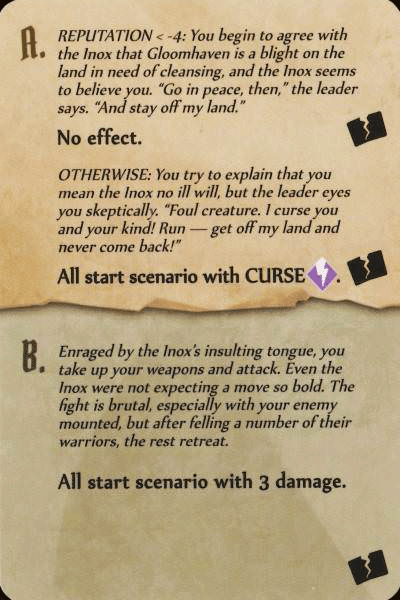 A. REPUTATION < -4: You begin to agree with
the Inox that Gloomhaven is a blight on the
land in need of cleansing, and the Inox seems
to believe you. “Go in peace, then,” the leader
says. “And stay off my land.”
No effect.
OTHERWISE: You try to explain that you
mean the Inox no ill will, but the leader eyes
you skeptically. “Foul creature. I curse you
and your kind! Run — get off my land and
never come back!”
All start scenario with CURSE.
B. Enraged by the Inox’s insulting tongue, you
take up your weapons and attack. Even the
Inox were not expecting a move so bold. The
fight is brutal, especially with your enemy
mounted, but after felling a number of their
warriors, the rest retreat.
All start scenario with 3 damage.